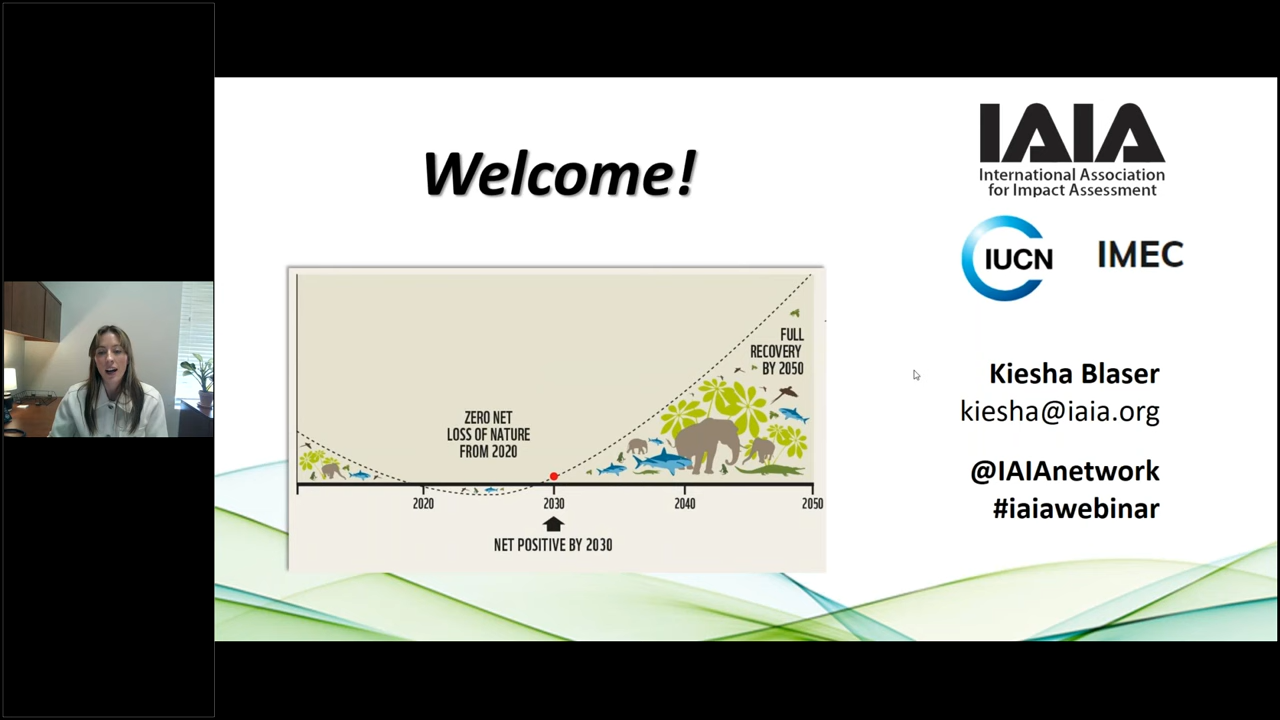 Welcome!
IAIA
International Association
for Impact Assessment
IUCN
IMEC
FULL
RECOVERY
BY 2050
ZERO NET
LOSS OF NATURE
FROM 2020
2020
2030
2040
2050
NET POSITIVE BY 2030
Kiesha Blaser
kiesha@iaia.org
@IAIAnetwork
#iaiawebinar